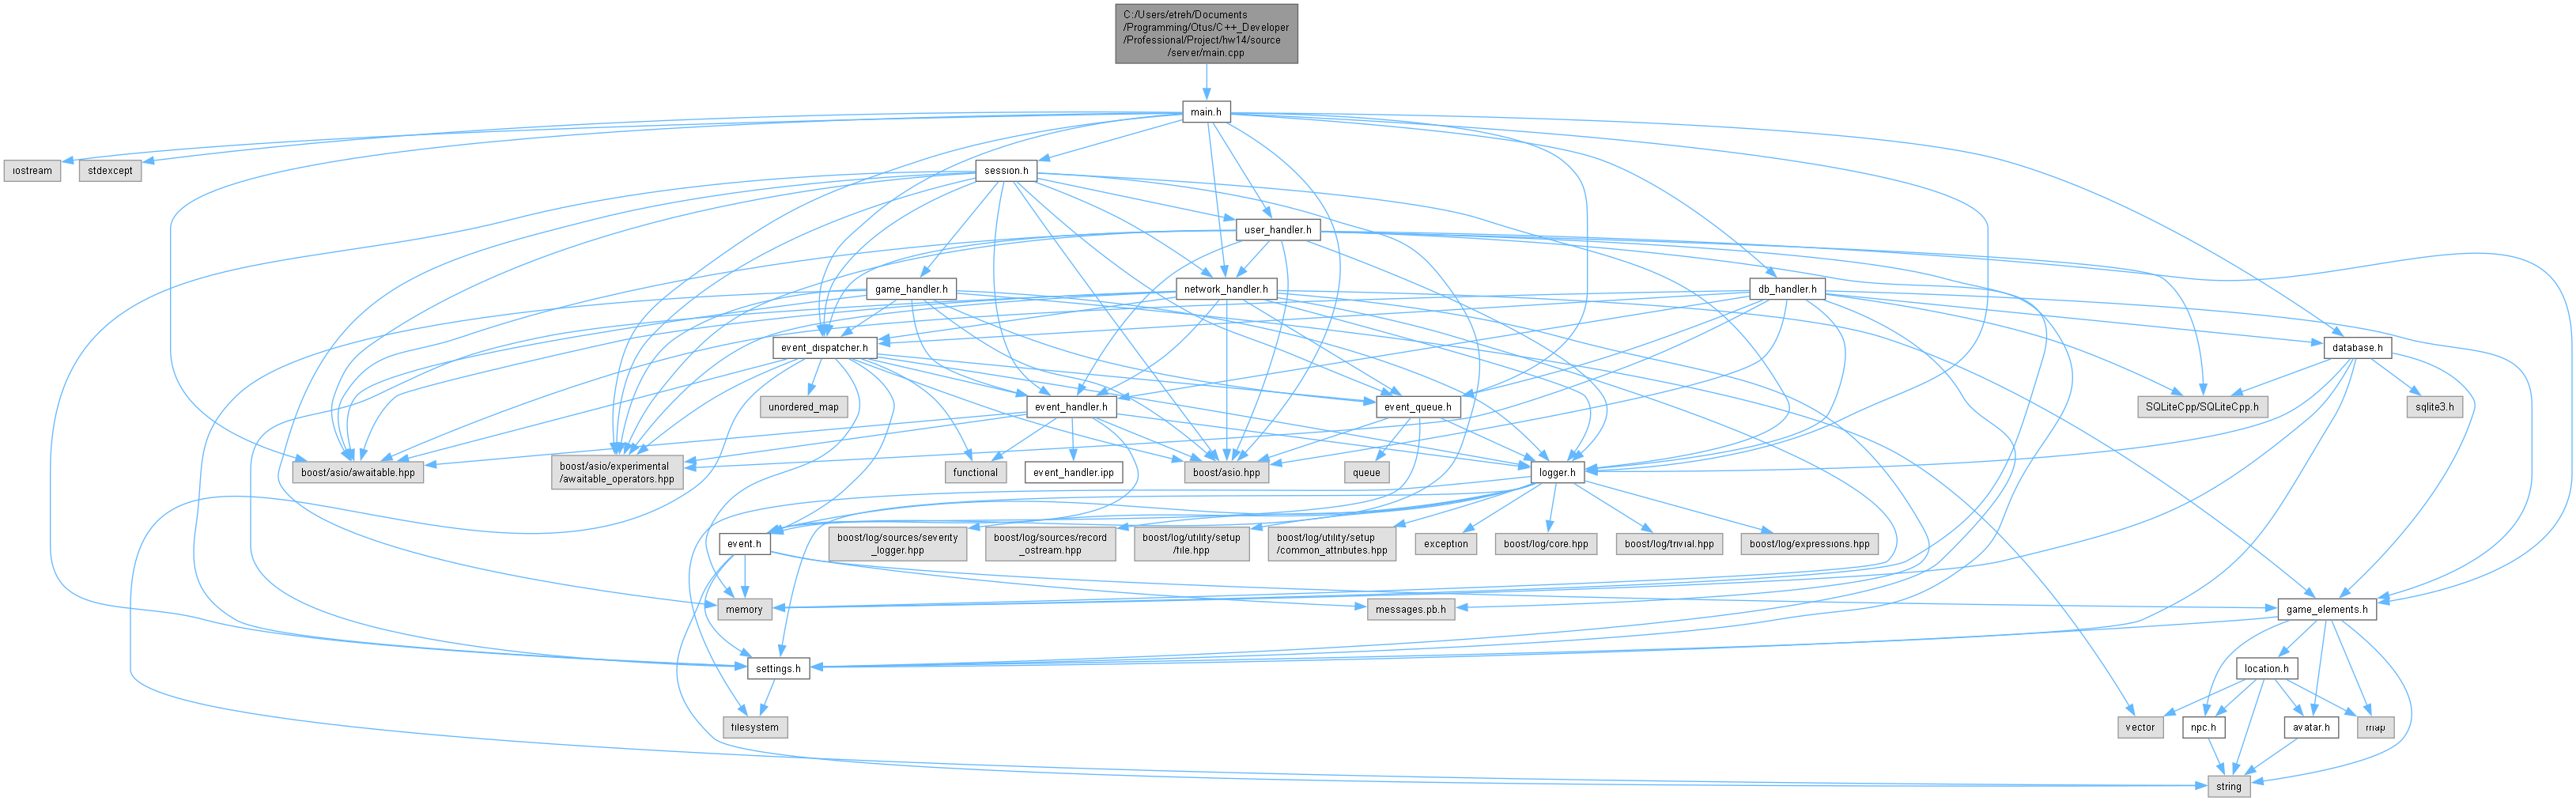 C:/Users/etreh/Documents
/Programming/Otus/C++_Developer
/Professional/Project/hw14/source
/server/main.cpp
main.h
iostream
stdexcept
session.h
user_handler.h
game_handler.h
network_handler.h
db_handler.h
event_dispatcher.h
database.h
unordered_map
event_handler.h
event_queue.h
SQLiteCpp/SQLiteCpp.h
sqlite3.h
boost/asio/awaitable.hpp
boost/asio/experimental
/awaitable_operators.hpp
functional
event_handler.ipp
boost/asio.hpp
queue
logger.h
event.h
boost/log/sources/severity
_logger.hpp
boost/log/sources/record
_ostream.hpp
boost/log/utility/setup
/file.hpp
boost/log/utility/setup
/common_attributes.hpp
exception
boost/log/core.hpp
boost/log/trivial.hpp
boost/log/expressions.hpp
memory
messages.pb.h
game_elements.h
settings.h
location.h
filesystem
vector
npc.h
avatar.h
map
string